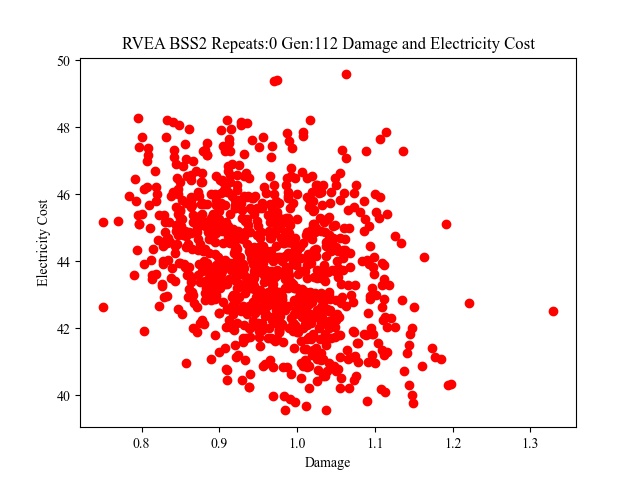 RVEA BSS2 Repeats:0 Gen:112 Damage and Electricity Cost
50
48
46
44
42
40
Electricity Cost
0.8 0.9 1.0 1.1 1.2 1.3
Damage